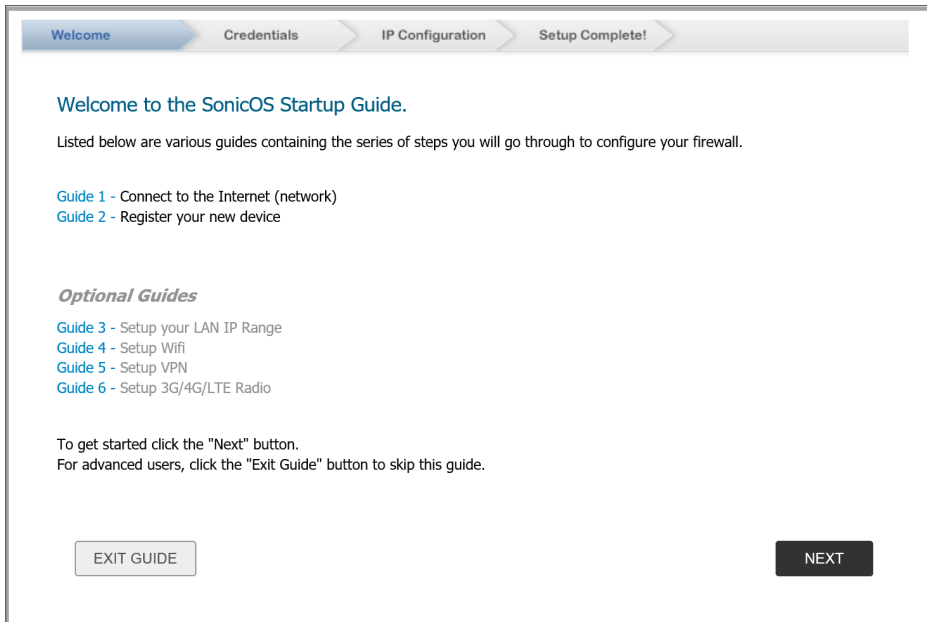 Welcome Credentials IP Configuration Setup Complete!
Welcome to the SonicOS Startup Guide.
Listed below are various guides containing the series of steps you will go through to configure your firewall.
Guide 1 - Connect to the Internet (network)
Guide 2 - Register your new device
Optional Guides
Guide 3 - Setup your LAN IP Range
Guide 4 - Setup Wifi
Guide 5 - Setup VPN
Guide 6 - Setup 3G/4G/LTE Radio
To get started click the "Next" button.
For advanced users, click the "Exit Guide" button to skip this guide.
EXIT GUIDE NEXT